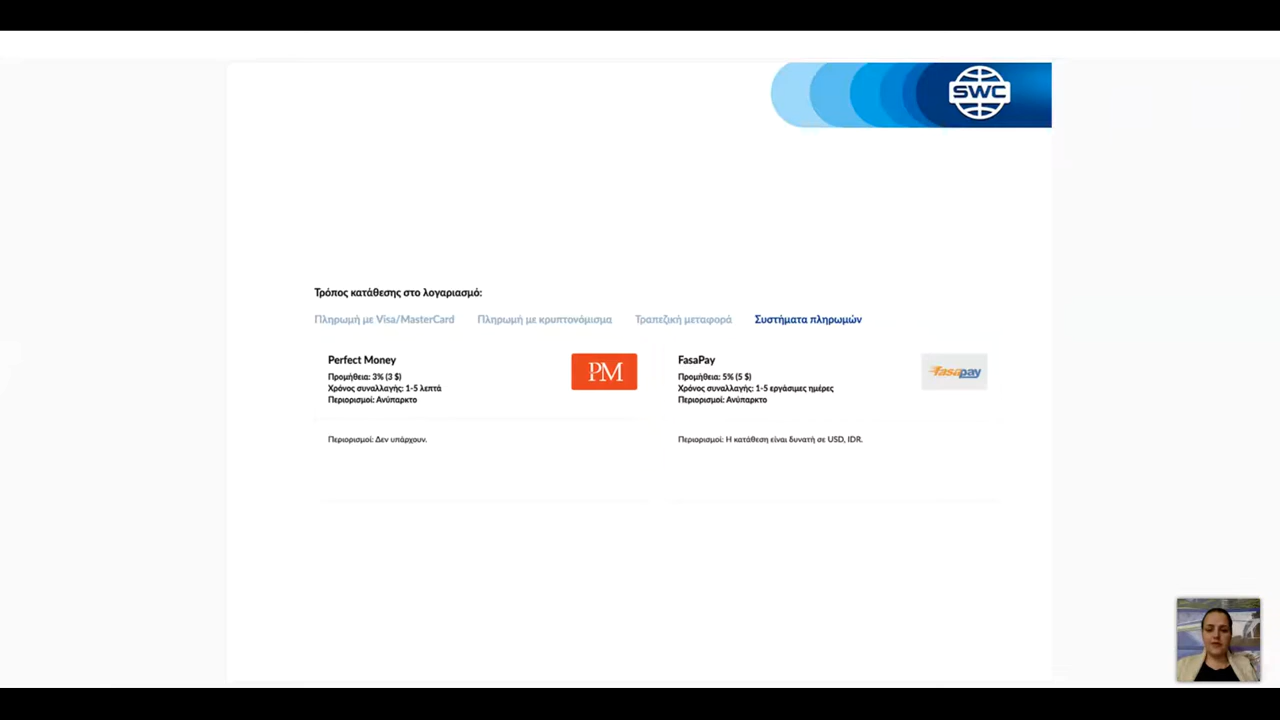 SWC
Τρόπος κατάθεσης στο λογαριασμό:
Πληρωμή με Visa/MasterCard Πληρωμή με κρυπτονόμισμα Τραπεζική μεταφορά Συστήματα πληρωμών
Perfect Money
Προμήθεια: 3% (3 $)
Χρόνος συναλλαγής: 1-5 λεπτά
Περιορισμοί: Ανύπαρκτο
PM
Περιορισμοί: Δεν υπάρχουν.
FasaPay
Προμήθεια: 5% (5 $)
Χρόνος συναλλαγής: 1-5 εργάσιμες ημέρες
Περιορισμοί: Ανύπαρκτο
fasapay
Περιορισμοί: Η κατάθεση είναι δυνατή σε USD, IDR.